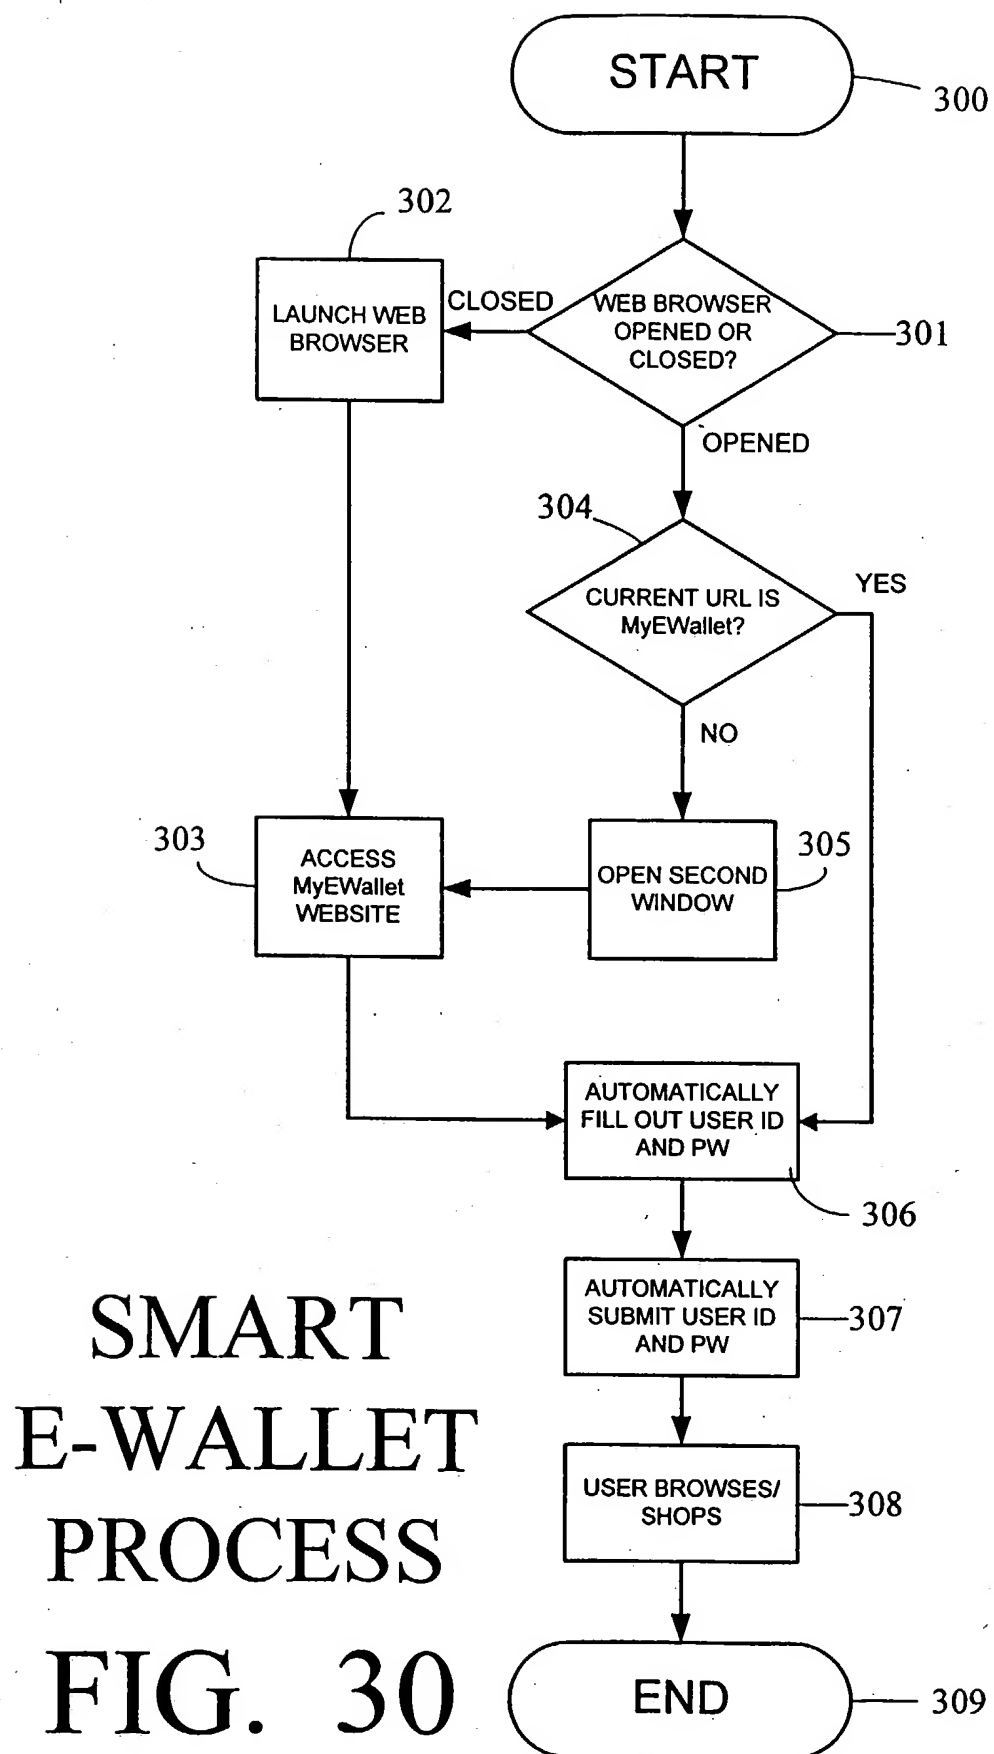 START
300
302
LAUNCH WEB
BROWSER
CLOSED
WEB BROWSER
OPENED OR
CLOSED?
301
OPENED
304
CURRENT URL IS
MyEWallet?
YES
NO
303
ACCESS
MyEWallet
WEBSITE
OPEN SECOND
WINDOW
305
AUTOMATICALLY
FILL OUT USER ID
AND PW
306
AUTOMATICALLY
SUBMIT USER ID
AND PW
307
USER BROWSES/
SHOPS
308
END
309
SMART
E-WALLET
PROCESS
FIG. 30